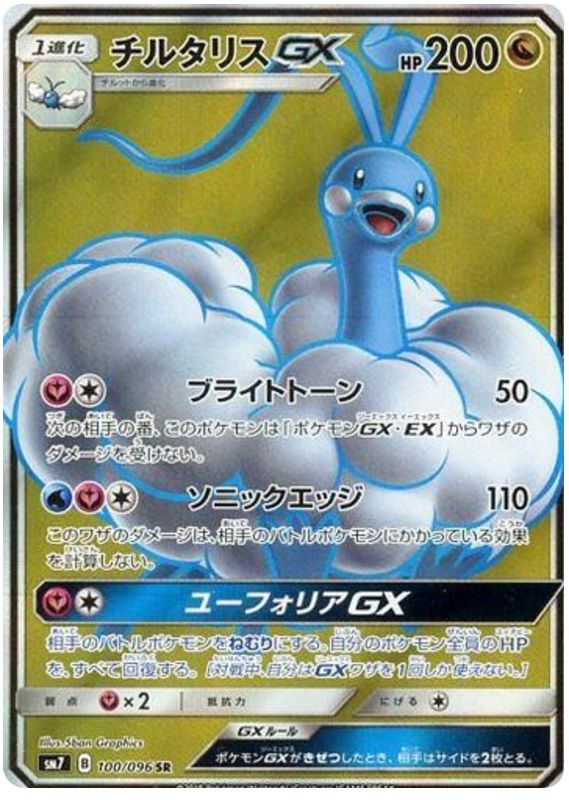 1進化 チルタリスGX HP200
チルットから進化
ブライトトーン 50
次の相手の番、このポケモンは「ポケモンGX・EX」からワザの
ダメージを受けない。
ソニックエッジ 110
このワザのダメージは、相手のバトルポケモンにかかっている効果
を計算しない。
ユーフォリアGX
相手のバトルポケモンをねむりにする。自分のポケモン全員のHP
を、すべて回復する。[対戦中、自分はGXワザを1回しか使えない。]
弱点 ×2 抵抗力 にげる
GXルール
Illus. 5ban Graphics
ポケモンGXがきぜつしたとき、相手はサイドを2枚とる。
SM7 B 100/096 SR